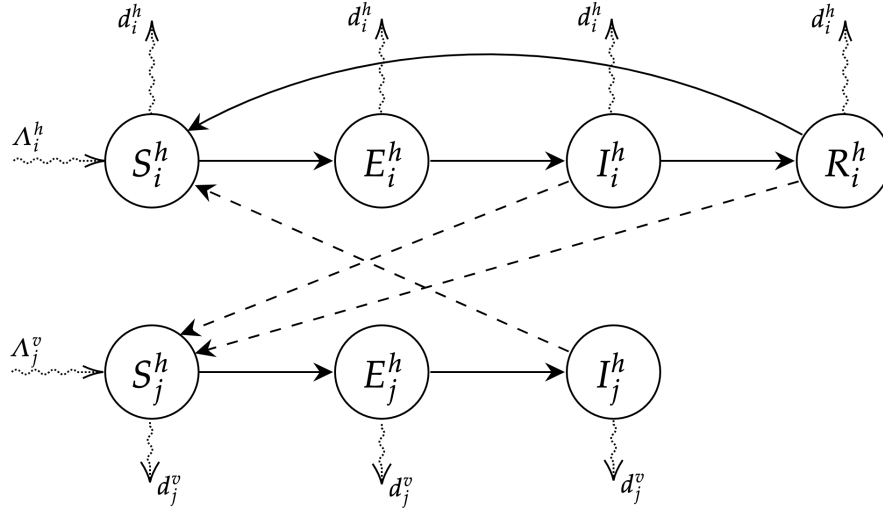 d_i^h d_i^h d_i^h d_i^h
Λ_i^h
S_i^h E_i^h I_i^h R_i^h
Λ_j^v
S_j^h E_j^h I_j^h
d_j^v d_j^v d_j^v